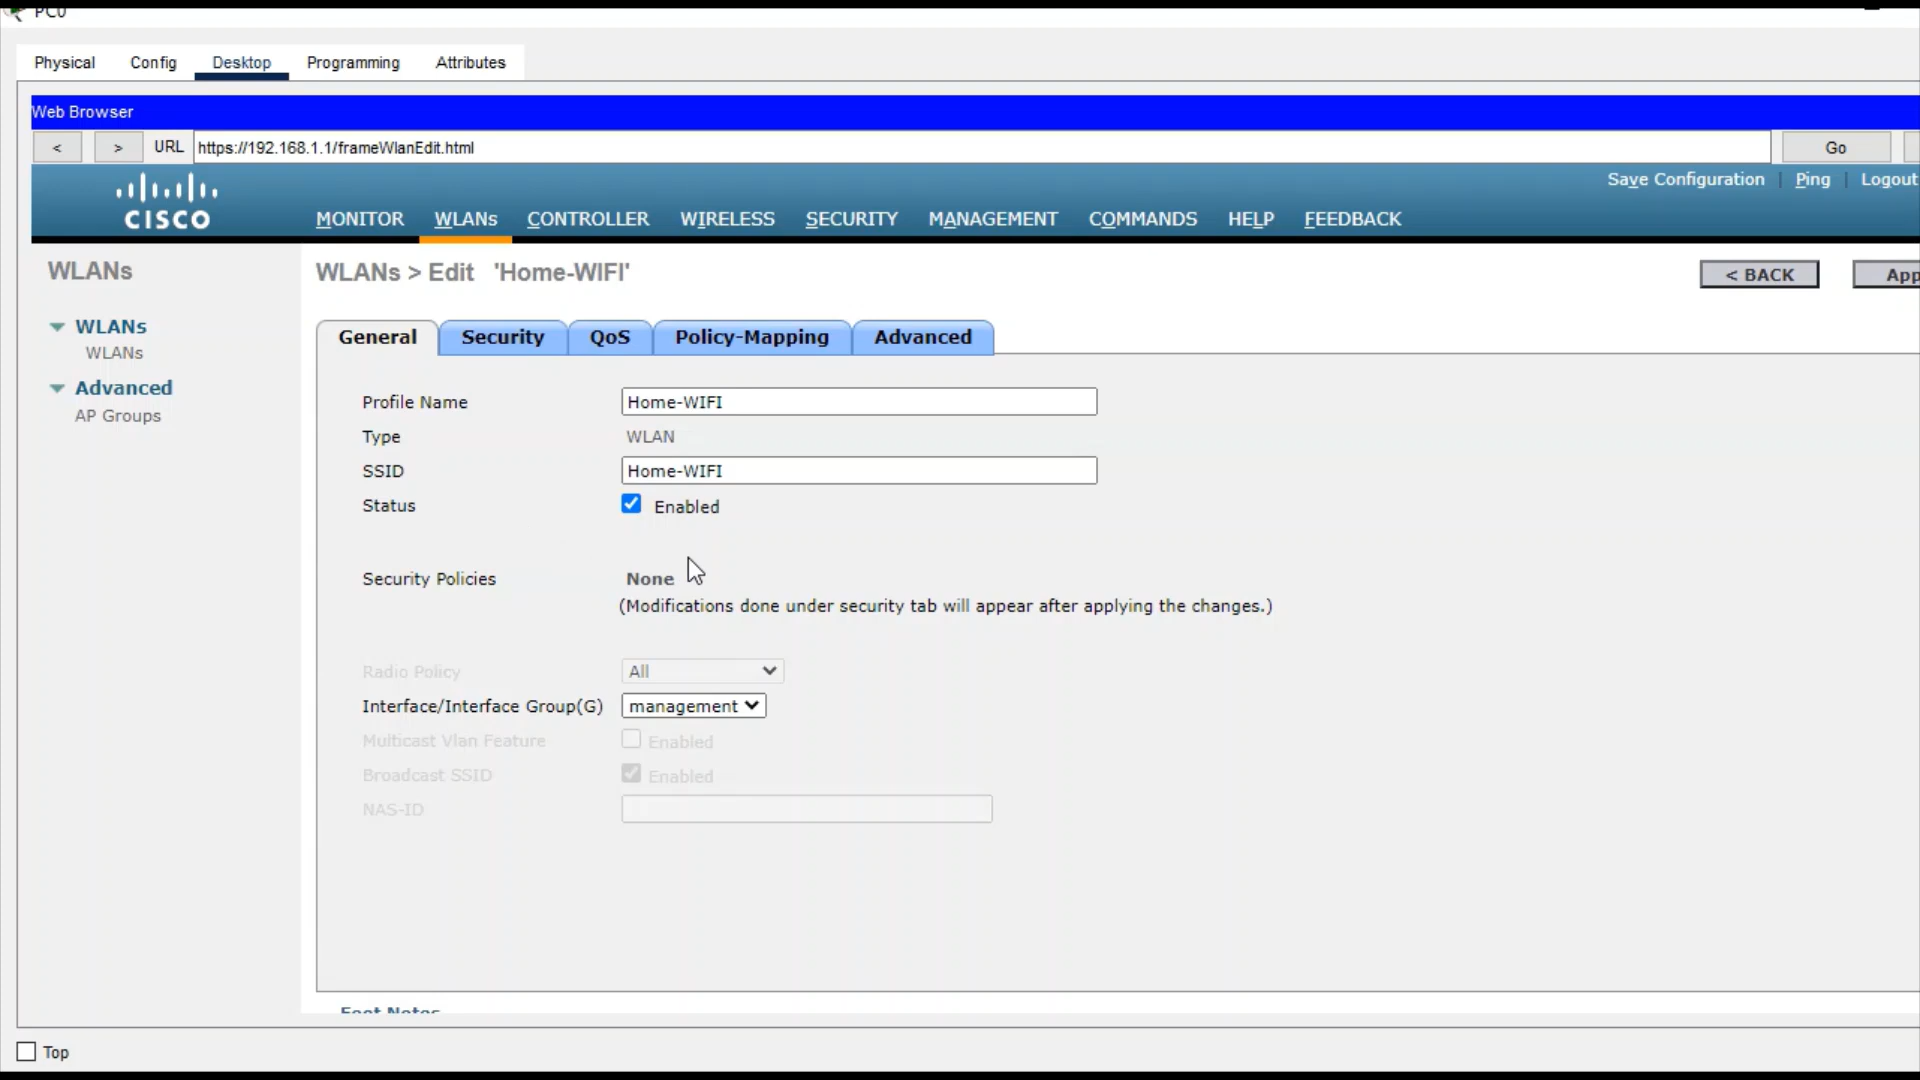 PC0
Physical Config Desktop Programming Attributes
Web Browser
< > URL https://192.168.1.1/frameWlanEdit.html Go
Save Configuration Ping Logout
CISCO MONITOR WLANs CONTROLLER WIRELESS SECURITY MANAGEMENT COMMANDS HELP FEEDBACK
WLANs
WLANs
WLANs
Advanced
AP Groups
WLANs > Edit 'Home-WIFI'
< BACK App
General Security QoS Policy-Mapping Advanced
Profile Name Home-WIFI
Type WLAN
SSID Home-WIFI
Status Enabled
Security Policies None
(Modifications done under security tab will appear after applying the changes.)
Radio Policy All
Interface/Interface Group(G) management
Multicast Vlan Feature Enabled
Broadcast SSID Enabled
NAS-ID
Foot Notes
Top